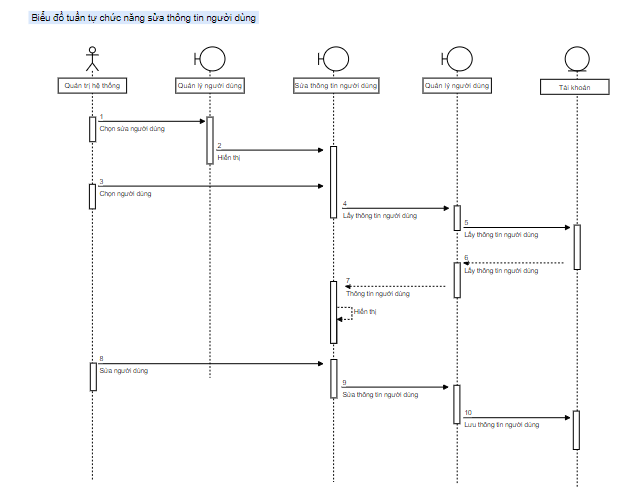 Biểu đồ tuần tự chức năng sửa thông tin người dùng
Quản trị hệ thống
Quản lý người dùng
Sửa thông tin người dùng
Quản lý người dùng
Tài khoản
1
Chọn sửa người dùng
2
Hiển thị
3
Chọn người dùng
4
Lấy thông tin người dùng
5
Lấy thông tin người dùng
6
Lấy thông tin người dùng
7
Thông tin người dùng
Hiển thị
8
Sửa người dùng
9
Sửa thông tin người dùng
10
Lưu thông tin người dùng